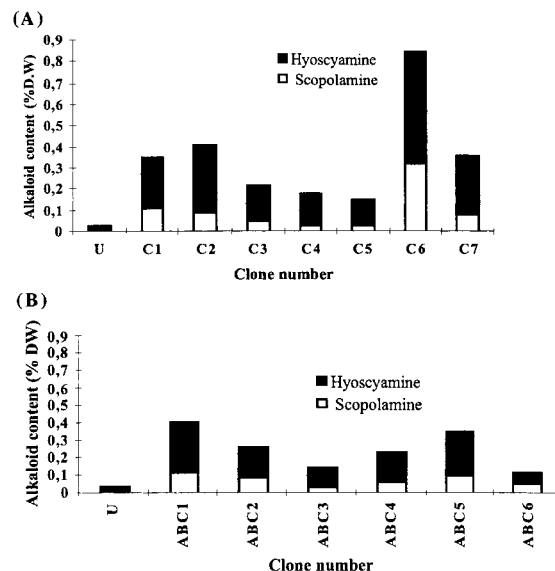 (A)
Alkaloid content (%D.W)
0,9
0,8
0,7
0,6
0,5
0,4
0,3
0,2
0,1
0
Hyoscyamine
Scopolamine
U C1 C2 C3 C4 C5 C6 C7
Clone number
(B)
Alkaloid content (% DW)
0,9
0,8
0,7
0,6
0,5
0,4
0,3
0,2
0,1
0
Hyoscyamine
Scopolamine
U ABC1 ABC2 ABC3 ABC4 ABC5 ABC6
Clone number